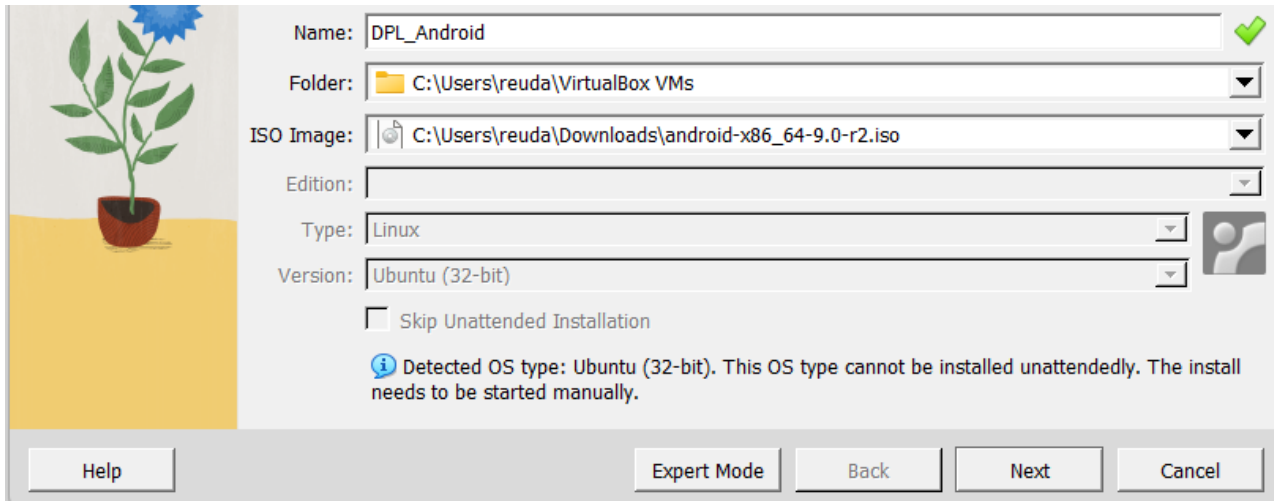 Name: DPL_Android
Folder: C:\Users\reuda\VirtualBox VMs
ISO Image: C:\Users\reuda\Downloads\android-x86_64-9.0-r2.iso
Edition:
Type: Linux
Version: Ubuntu (32-bit)
Skip Unattended Installation
Detected OS type: Ubuntu (32-bit). This OS type cannot be installed unattendedly. The install
needs to be started manually.
Help Expert Mode Back Next Cancel